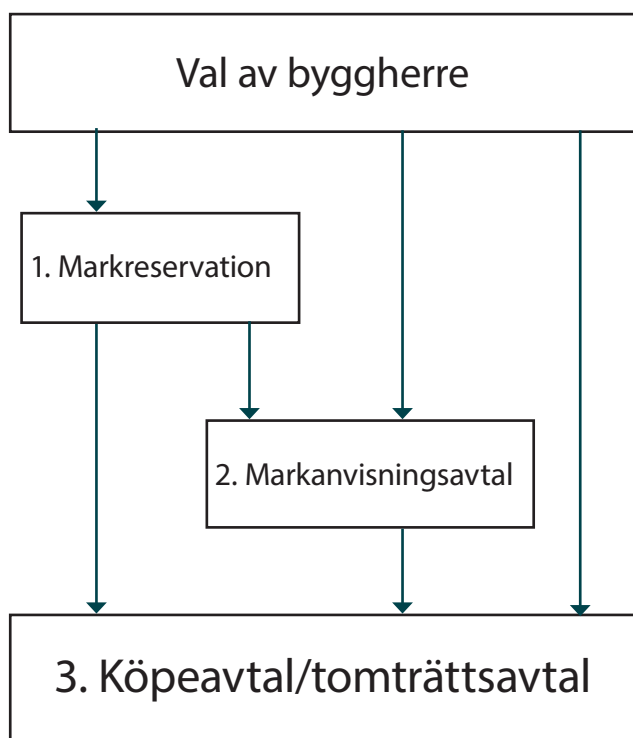 Val av byggherre
1. Markreservation
2. Markanvisningsavtal
3. Köpeavtal/tomträttsavtal